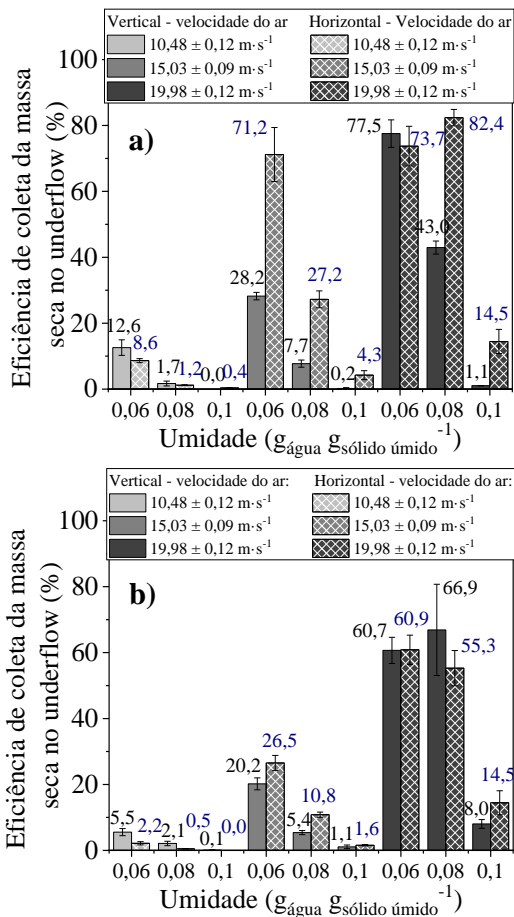 Vertical - velocidade do ar
10,48 ± 0,12 m·s⁻¹
15,03 ± 0,09 m·s⁻¹
19,98 ± 0,12 m·s⁻¹
Horizontal - Velocidade do ar
10,48 ± 0,12 m·s⁻¹
15,03 ± 0,09 m·s⁻¹
19,98 ± 0,12 m·s⁻¹
a)
Eficiência de coleta da massa
seca no underflow (%)
100
80
60
40
20
0
12,6
8,6
1,7
1,2
0,0
0,4
28,2
71,2
7,7
27,2
0,2
4,3
77,5
73,7
43,0
82,4
1,1
14,5
0,06 0,08 0,1 0,06 0,08 0,1 0,06 0,08 0,1
Umidade (g água g sólido úmido ⁻¹)
Vertical - velocidade do ar:
10,48 ± 0,12 m·s⁻¹
15,03 ± 0,09 m·s⁻¹
19,98 ± 0,12 m·s⁻¹
Horizontal - velocidade do ar:
10,48 ± 0,12 m·s⁻¹
15,03 ± 0,09 m·s⁻¹
19,98 ± 0,12 m·s⁻¹
b)
Eficiência de coleta da massa
seca no underflow (%)
100
80
60
40
20
0
5,5
2,2
2,1
0,5
0,1
0,0
20,2
26,5
5,4
10,8
1,1
1,6
60,7
60,9
66,9
55,3
8,0
14,5
0,06 0,08 0,1 0,06 0,08 0,1 0,06 0,08 0,1
Umidade (g água g sólido úmido ⁻¹)